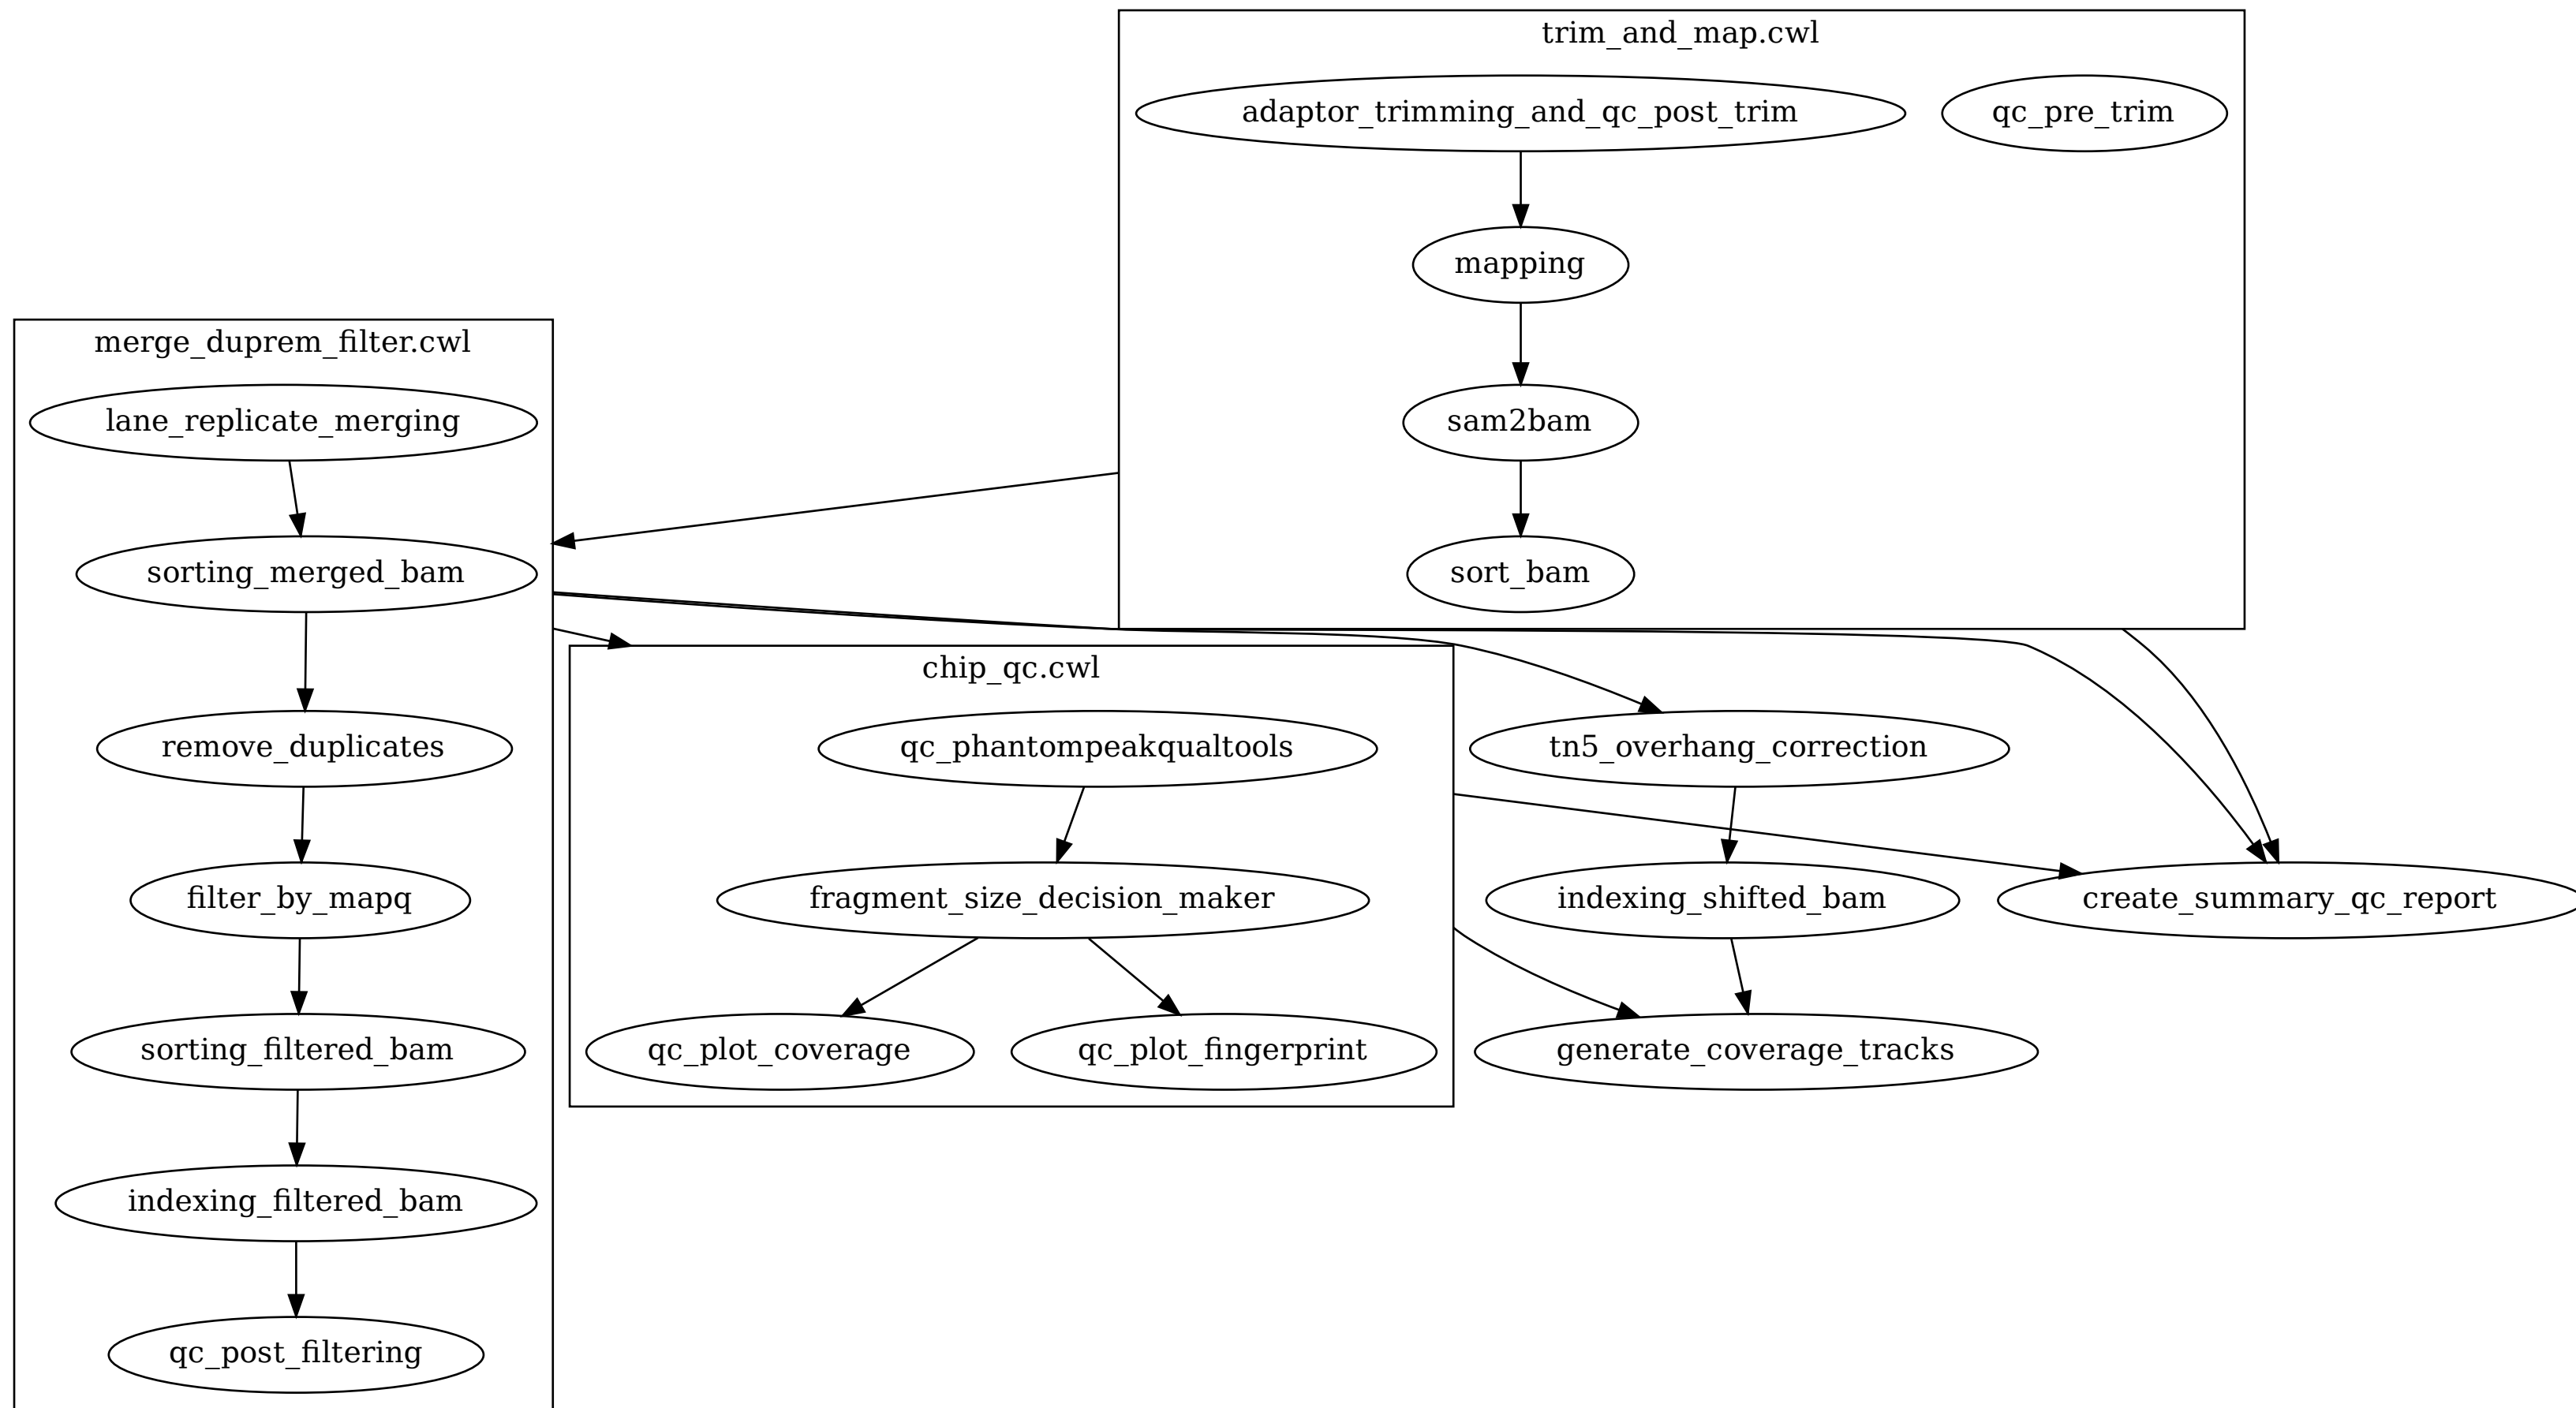 trim_and_map.cwl
adaptor_trimming_and_qc_post_trim
qc_pre_trim
mapping
sam2bam
sort_bam
merge_duprem_filter.cwl
lane_replicate_merging
sorting_merged_bam
remove_duplicates
filter_by_mapq
sorting_filtered_bam
indexing_filtered_bam
qc_post_filtering
chip_qc.cwl
qc_phantompeakqualtools
fragment_size_decision_maker
qc_plot_coverage
qc_plot_fingerprint
tn5_overhang_correction
indexing_shifted_bam
generate_coverage_tracks
create_summary_qc_report